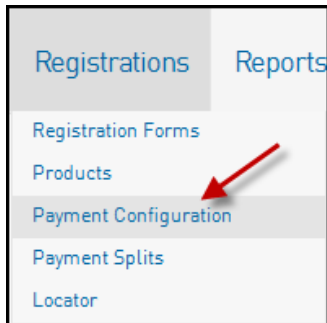 Registrations Reports
Registration Forms
Products
Payment Configuration
Payment Splits
Locator